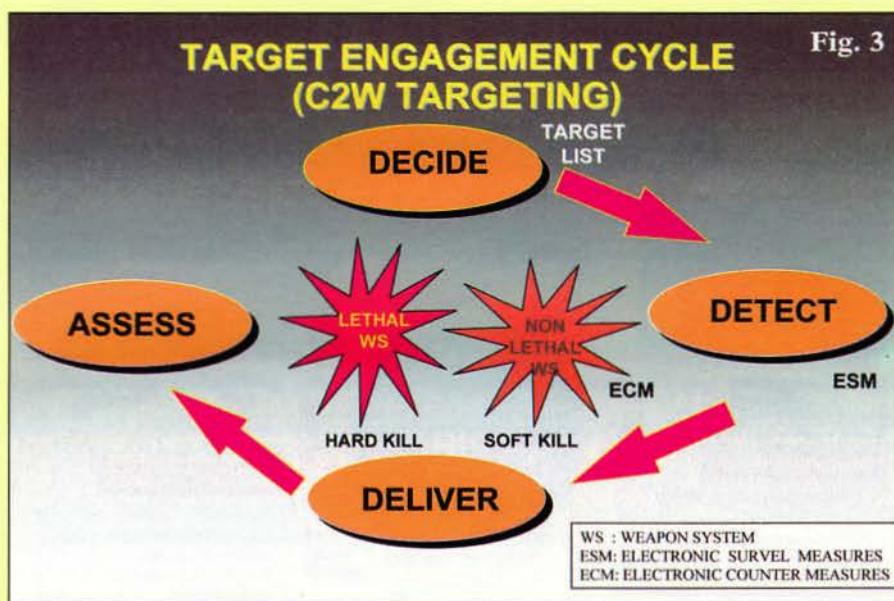 Fig. 3
TARGET ENGAGEMENT CYCLE
(C2W TARGETING)
DECIDE
TARGET
LIST
ASSESS
LETHAL
WS
NON
LETHAL
WS
DETECT
ECM
ESM
HARD KILL
SOFT KILL
DELIVER
WS : WEAPON SYSTEM
ESM: ELECTRONIC SURVEL MEASURES
ECM: ELECTRONIC COUNTER MEASURES